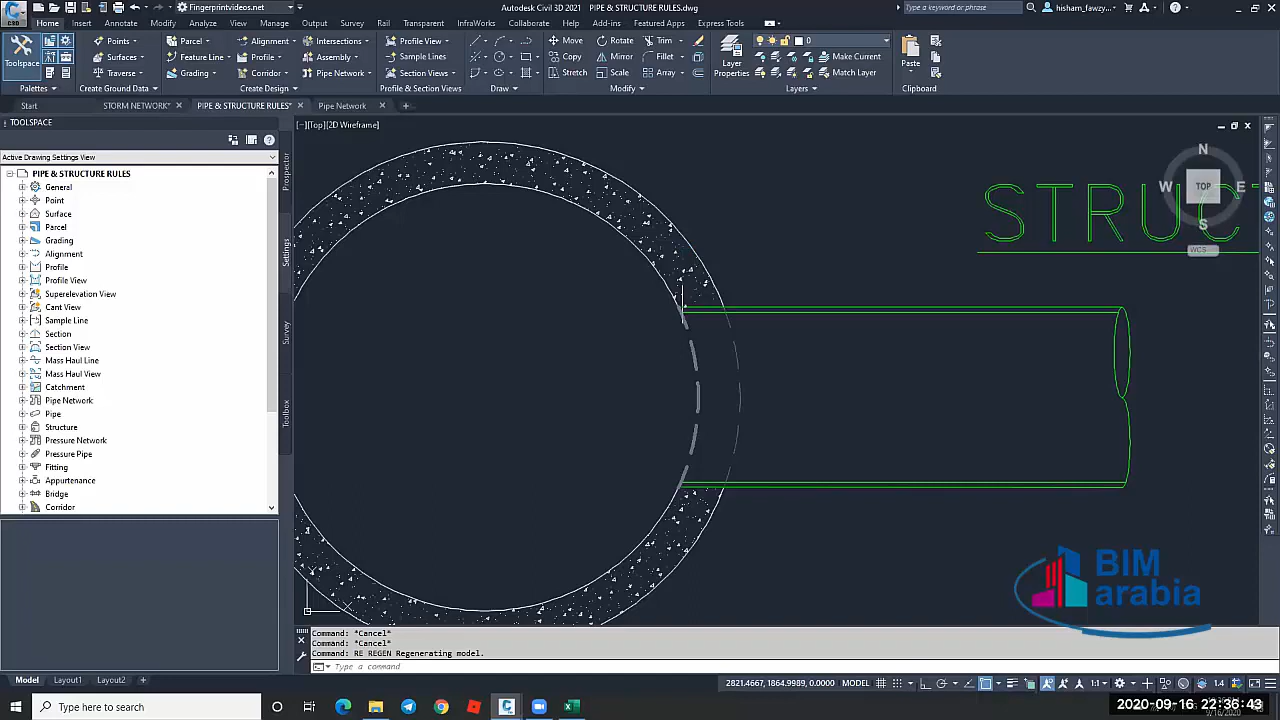 Fingerprintvideos.net
Autodesk Civil 3D 2021 PIPE & STRUCTURE RULES.dwg
Type a keyword or phrase
hisham_fawzy...
C3D
Home Insert Annotate Modify Analyze View Manage Output Survey Rail Transparent InfraWorks Collaborate Help Add-ins Featured Apps Express Tools
Toolspace
Points
Surfaces
Traverse
Parcel
Feature Line
Grading
Alignment
Profile
Corridor
Intersections
Assembly
Pipe Network
Profile View
Sample Lines
Section Views
Move Rotate Trim
Copy Mirror Fillet
Stretch Scale Array
Layer Properties
0
Make Current
Match Layer
Paste
Palettes Create Ground Data Create Design Profile & Section Views Draw Modify Layers Clipboard
Start STORM NETWORK* PIPE & STRUCTURE RULES* Pipe Network
TOOLSPACE
[−][Top][2D Wireframe]
Active Drawing Settings View
PIPE & STRUCTURE RULES
General
Point
Surface
Parcel
Grading
Alignment
Profile
Profile View
Superelevation View
Cant View
Sample Line
Section
Section View
Mass Haul Line
Mass Haul View
Catchment
Pipe Network
Pipe
Structure
Pressure Network
Pressure Pipe
Fitting
Appurtenance
Bridge
Corridor
Prospector
Settings
Survey
Toolbox
N
W TOP E
S
WCS
STRUCT
BIM
arabia
Command: *Cancel*
Command: *Cancel*
Command: RE REGEN Regenerating model.
Type a command
Model Layout1 Layout2
2821.4667, 1864.9989, 0.0000 MODEL
1:1
1.4
Type here to search
2020-09-16 22:38:43